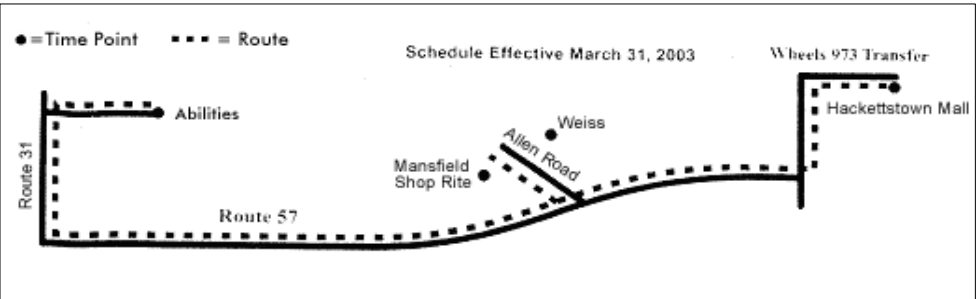 =Time Point
= Route
Schedule Effective March 31, 2003
Wheels 973 Transfer
Abilities
Weiss
Hackettstown Mall
Allen Road
Mansfield
Shop Rite
Route 31
Route 57